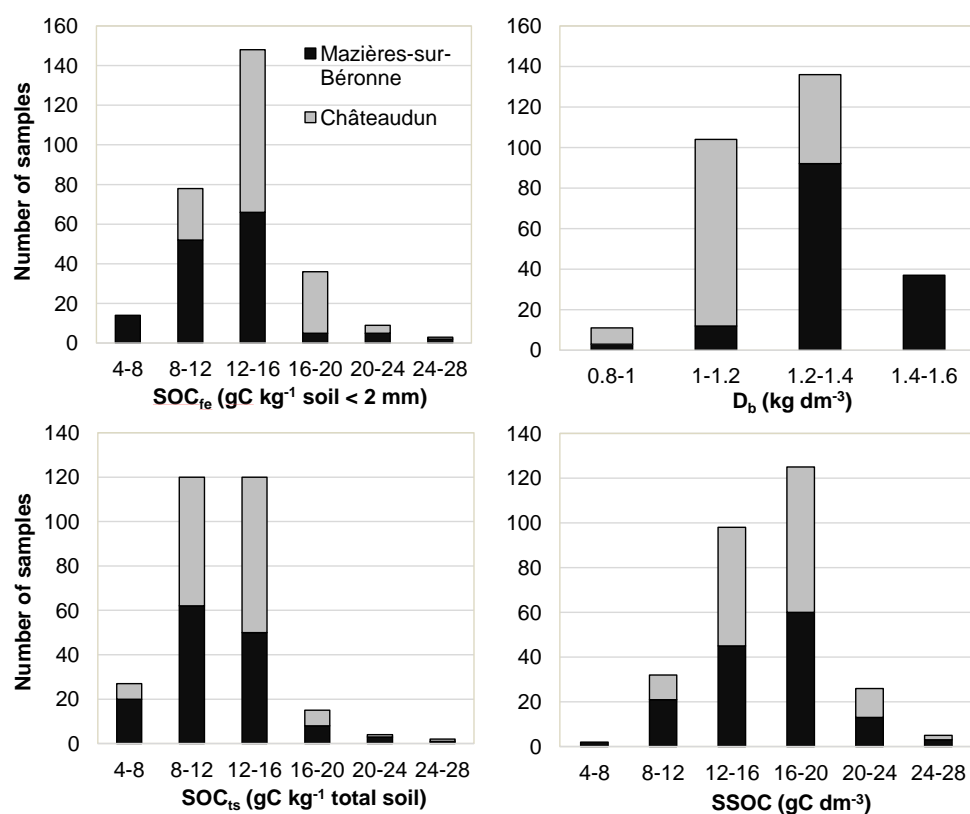 160
140
120
100
80
60
40
20
0
Number of samples
Mazières-sur-
Béronne
Châteaudun
4-8 8-12 12-16 16-20 20-24 24-28
SOCfe (gC kg-1 soil < 2 mm)
160
140
120
100
80
60
40
20
0
0.8-1 1-1.2 1.2-1.4 1.4-1.6
Db (kg dm-3)
140
120
100
80
60
40
20
0
Number of samples
4-8 8-12 12-16 16-20 20-24 24-28
SOCts (gC kg-1 total soil)
140
120
100
80
60
40
20
0
4-8 8-12 12-16 16-20 20-24 24-28
SSOC (gC dm-3)